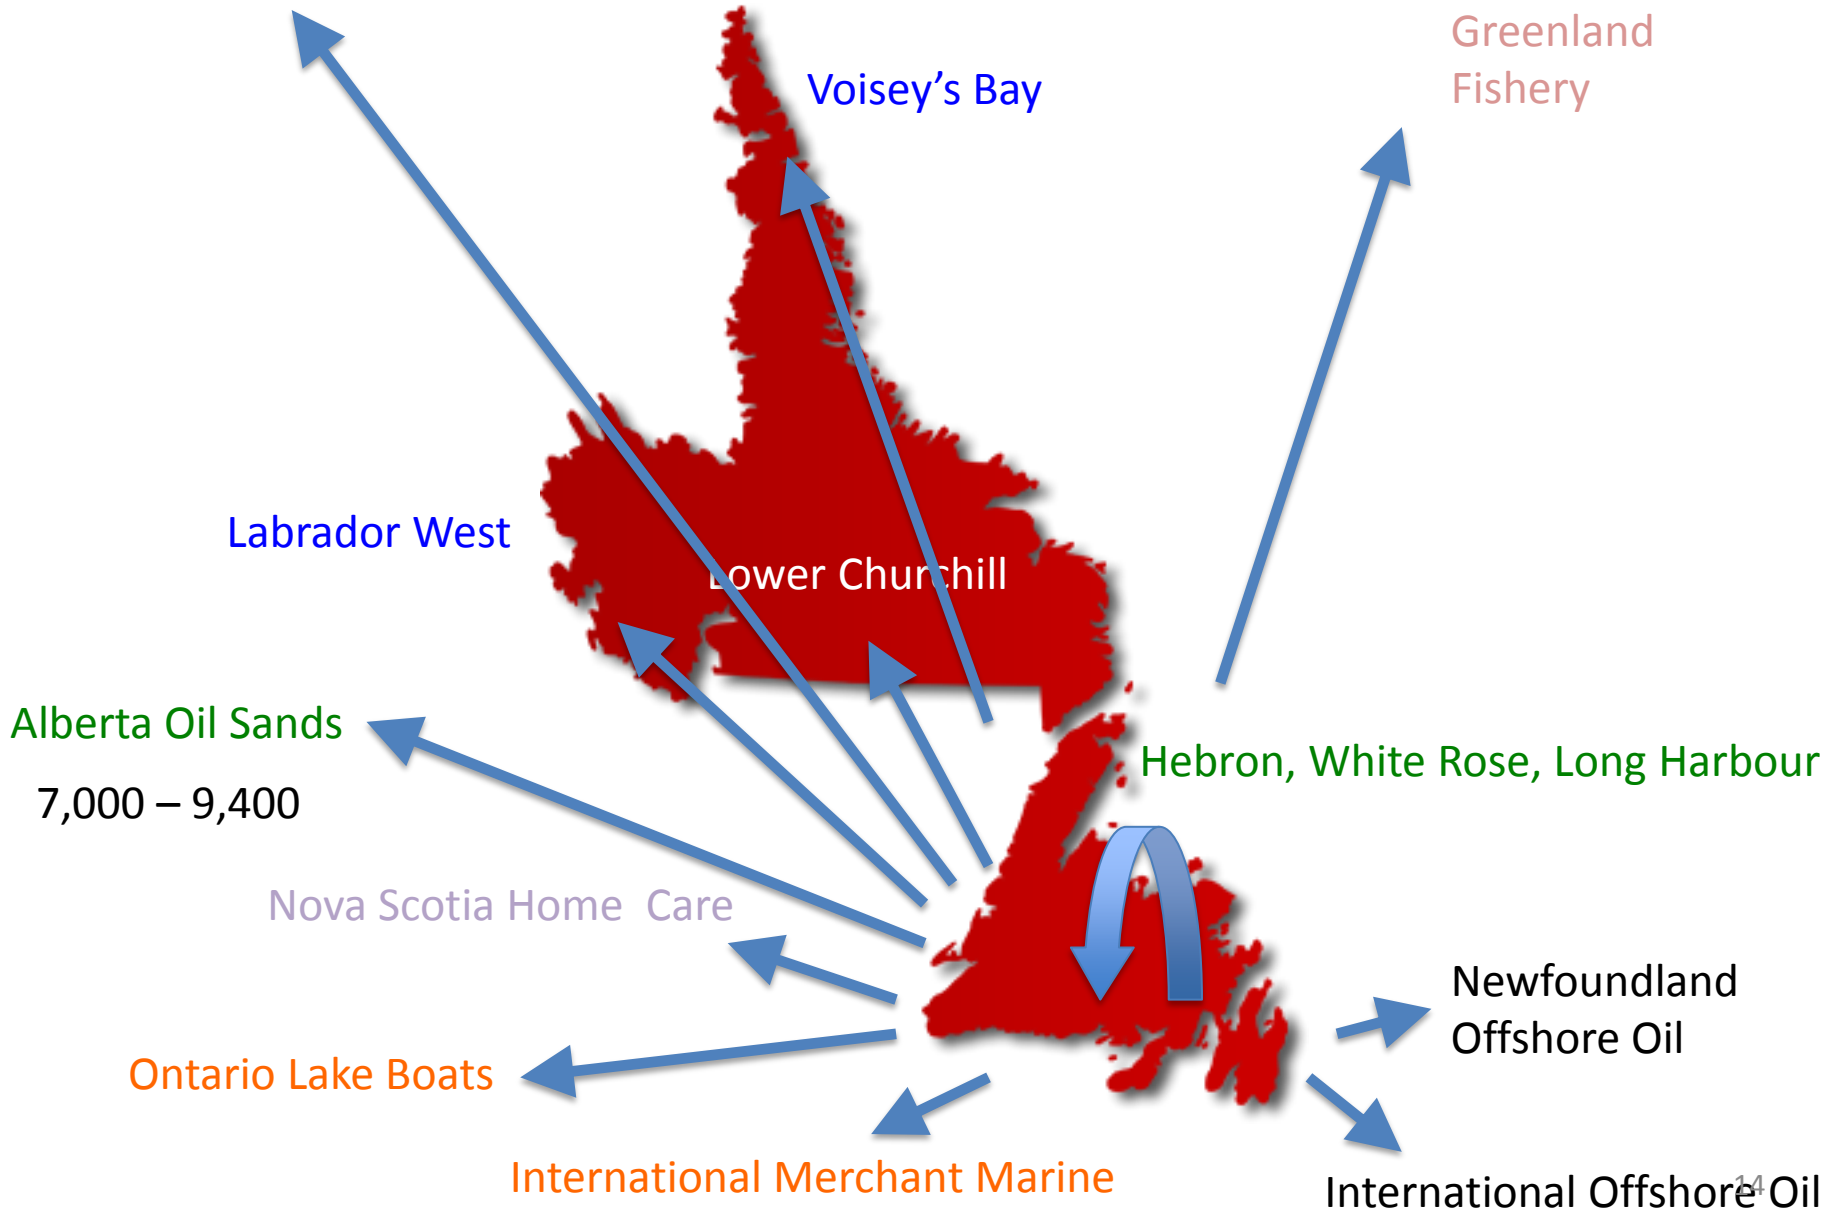 Greenland
Fishery
Voisey’s Bay
Labrador West
Lower Churchill
Alberta Oil Sands
7,000 – 9,400
Hebron, White Rose, Long Harbour
Nova Scotia Home  Care
Newfoundland
Offshore Oil
Ontario Lake Boats
International Merchant Marine
International Offshore Oil
14